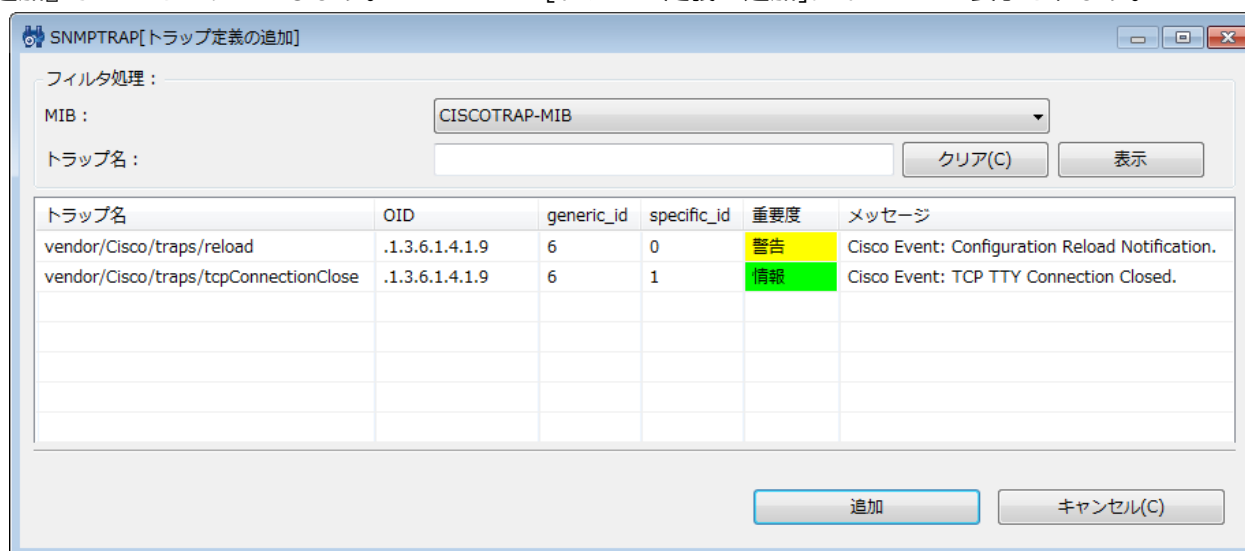 SNMPTRAP[トラップ定義の追加]
フィルタ処理：
MIB： CISCOTRAP-MIB
トラップ名： クリア(C) 表示
トラップ名 OID generic_id specific_id 重要度 メッセージ
vendor/Cisco/traps/reload .1.3.6.1.4.1.9 6 0 警告 Cisco Event: Configuration Reload Notification.
vendor/Cisco/traps/tcpConnectionClose .1.3.6.1.4.1.9 6 1 情報 Cisco Event: TCP TTY Connection Closed.
追加 キャンセル(C)